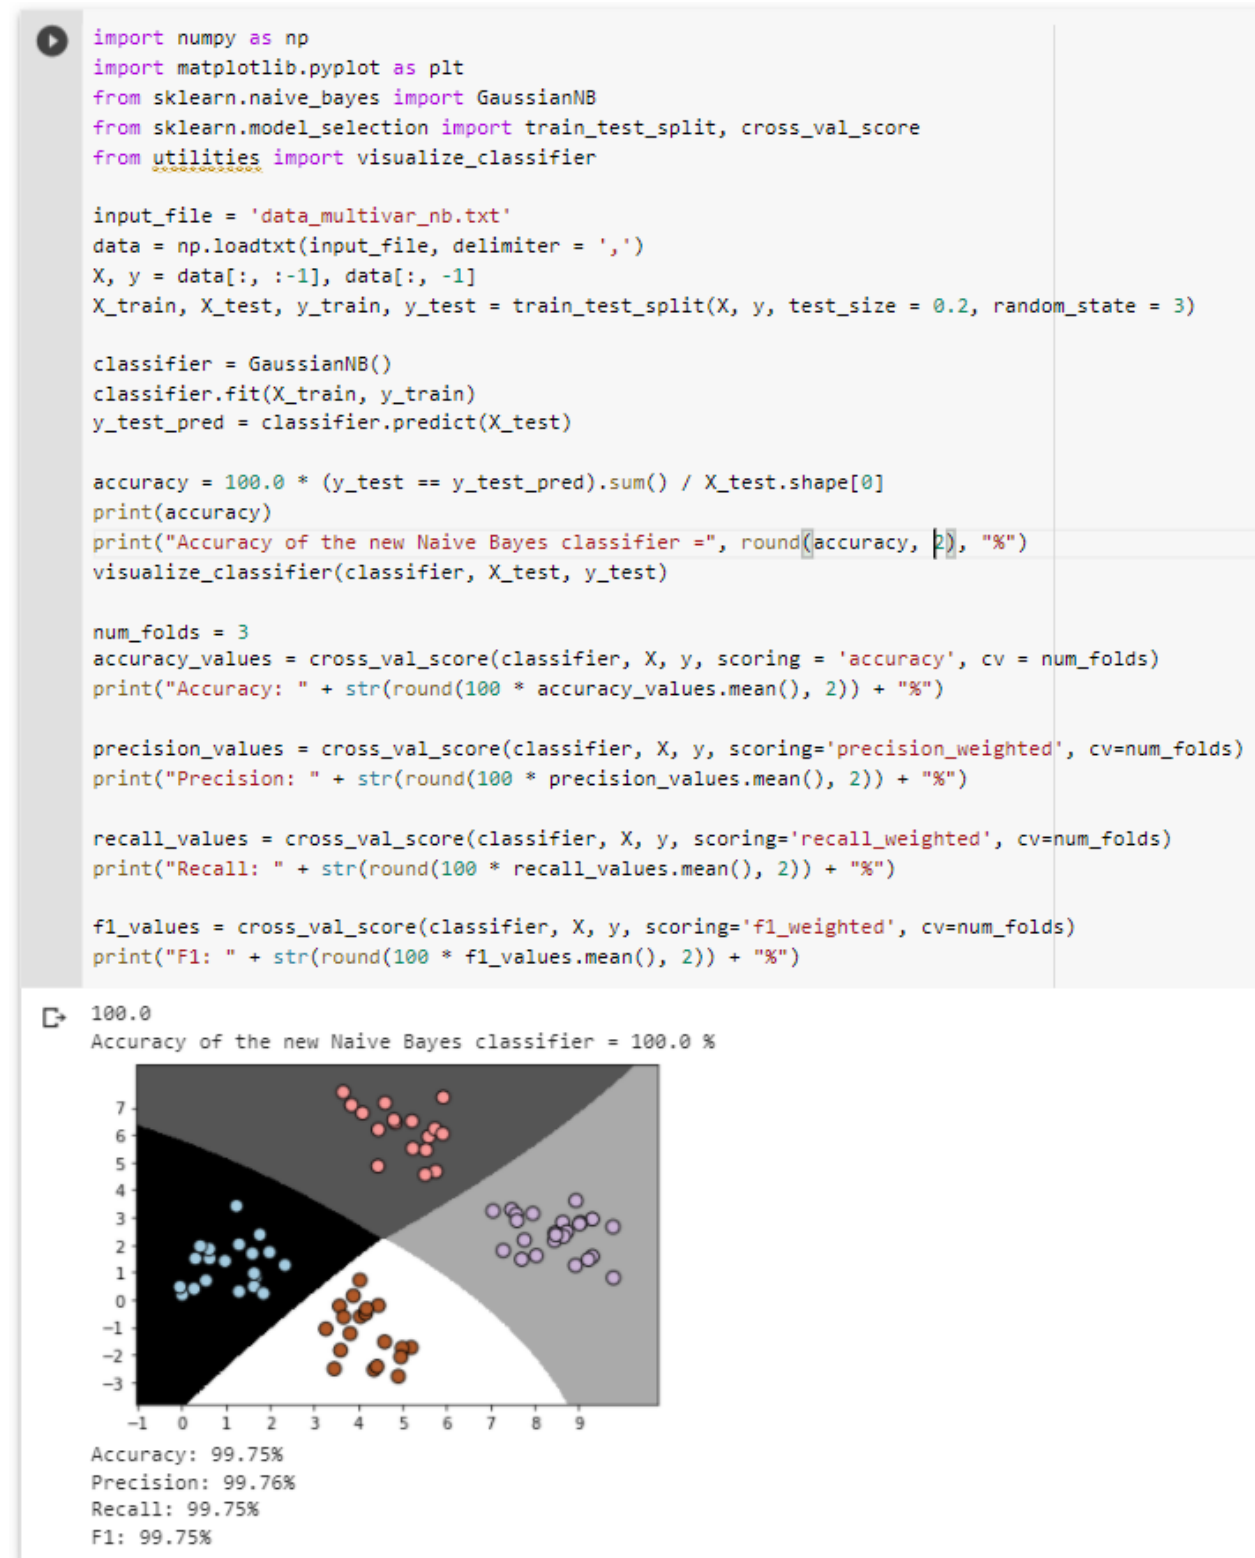 import numpy as np
import matplotlib.pyplot as plt
from sklearn.naive_bayes import GaussianNB
from sklearn.model_selection import train_test_split, cross_val_score
from utilities import visualize_classifier
input_file = 'data_multivar_nb.txt'
data = np.loadtxt(input_file, delimiter = ',')
X, y = data[:, :-1], data[:, -1]
X_train, X_test, y_train, y_test = train_test_split(X, y, test_size = 0.2, random_state = 3)
classifier = GaussianNB()
classifier.fit(X_train, y_train)
y_test_pred = classifier.predict(X_test)
accuracy = 100.0 * (y_test == y_test_pred).sum() / X_test.shape[0]
print(accuracy)
print("Accuracy of the new Naive Bayes classifier =", round(accuracy, 2), "%")
visualize_classifier(classifier, X_test, y_test)
num_folds = 3
accuracy_values = cross_val_score(classifier, X, y, scoring = 'accuracy', cv = num_folds)
print("Accuracy: " + str(round(100 * accuracy_values.mean(), 2)) + "%")
precision_values = cross_val_score(classifier, X, y, scoring='precision_weighted', cv=num_folds)
print("Precision: " + str(round(100 * precision_values.mean(), 2)) + "%")
recall_values = cross_val_score(classifier, X, y, scoring='recall_weighted', cv=num_folds)
print("Recall: " + str(round(100 * recall_values.mean(), 2)) + "%")
f1_values = cross_val_score(classifier, X, y, scoring='f1_weighted', cv=num_folds)
print("F1: " + str(round(100 * f1_values.mean(), 2)) + "%")
100.0
Accuracy of the new Naive Bayes classifier = 100.0 %
7
6
5
4
3
2
1
0
−1
−2
−3
−1 0 1 2 3 4 5 6 7 8 9
Accuracy: 99.75%
Precision: 99.76%
Recall: 99.75%
F1: 99.75%